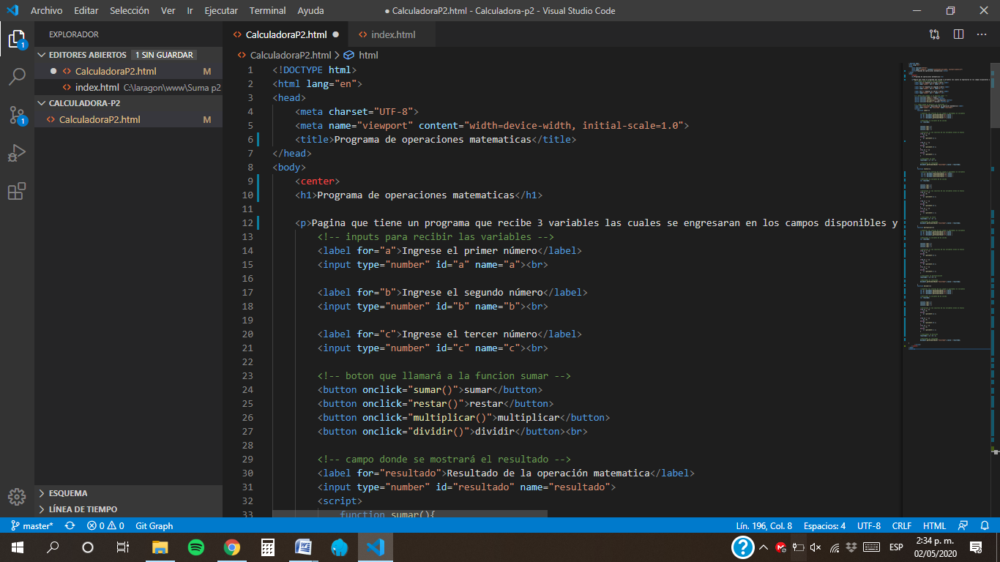 Archivo Editar Selección Ver Ir Ejecutar Terminal Ayuda
● CalculadoraP2.html - Calculadora-p2 - Visual Studio Code
EXPLORADOR
EDITORES ABIERTOS 1 SIN GUARDAR
CalculadoraP2.html M
index.html C:\laragon\www\Suma p2
CALCULADORA-P2
CalculadoraP2.html M
ESQUEMA
LÍNEA DE TIEMPO
1
1
CalculadoraP2.html ●
index.html
CalculadoraP2.html > html
1 <!DOCTYPE html>
2 <html lang="en">
3 <head>
4 <meta charset="UTF-8">
5 <meta name="viewport" content="width=device-width, initial-scale=1.0">
6 <title>Programa de operaciones matematicas</title>
7 </head>
8 <body>
9 <center>
10 <h1>Programa de operaciones matematicas</h1>
11
12 <p>Pagina que tiene un programa que recibe 3 variables las cuales se engresaran en los campos disponibles y
13 <!-- inputs para recibir las variables -->
14 <label for="a">Ingrese el primer número</label>
15 <input type="number" id="a" name="a"><br>
16
17 <label for="b">Ingrese el segundo número</label>
18 <input type="number" id="b" name="b"><br>
19
20 <label for="c">Ingrese el tercer número</label>
21 <input type="number" id="c" name="c"><br>
22
23 <!-- boton que llamará a la funcion sumar -->
24 <button onclick="sumar()">sumar</button>
25 <button onclick="restar()">restar</button>
26 <button onclick="multiplicar()">multiplicar</button>
27 <button onclick="dividir()">dividir</button><br>
28
29 <!-- campo donde se mostrará el resultado -->
30 <label for="resultado">Resultado de la operación matematica</label>
31 <input type="number" id="resultado" name="resultado">
32 <script>
33 function sumar(){
master* 0 0 Git Graph
Lín. 196, Col. 8 Espacios: 4 UTF-8 CRLF HTML
ESP
2:34 p. m.
02/05/2020